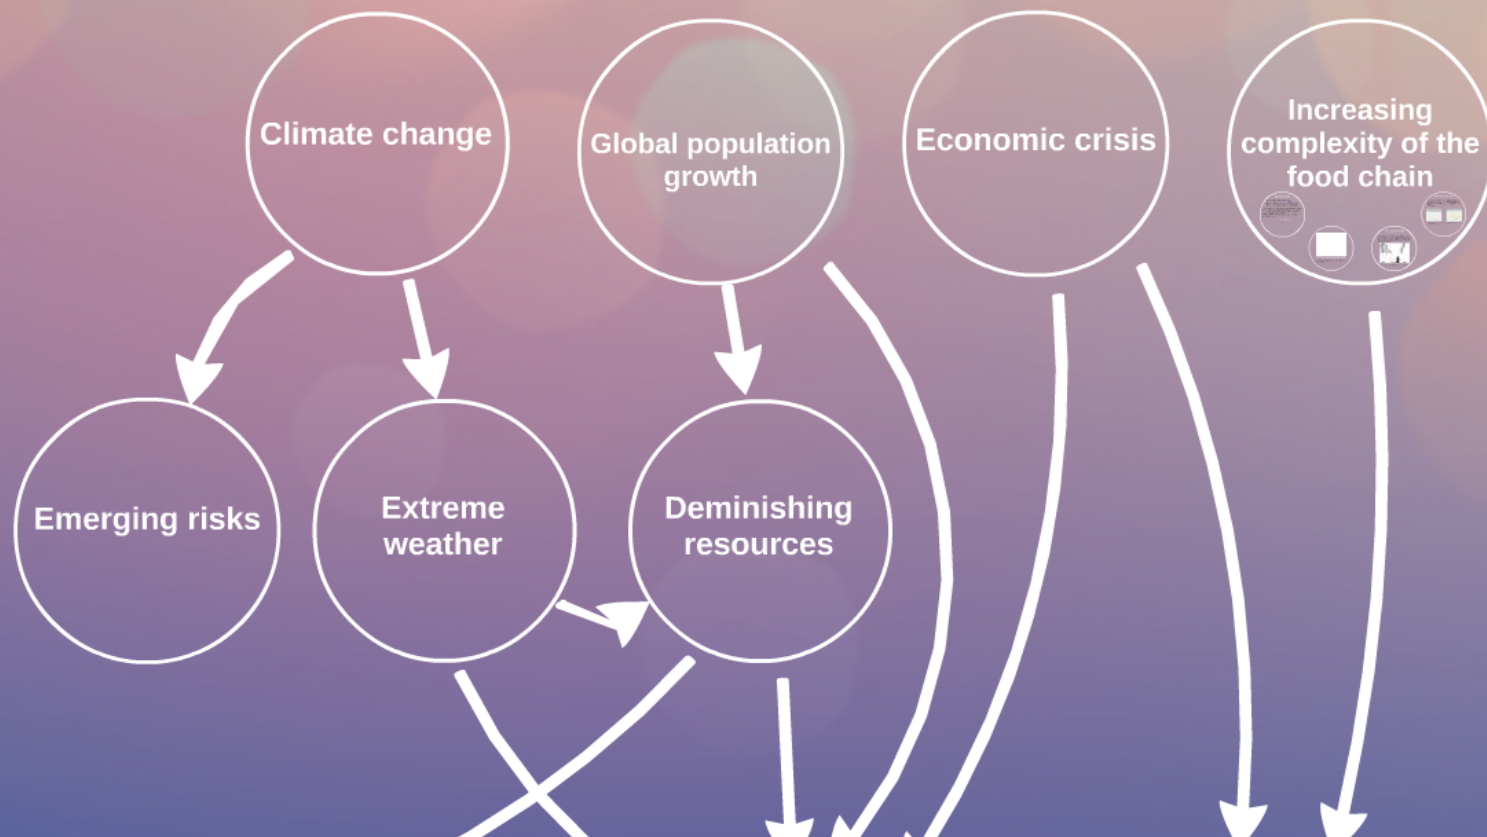 Climate change
Global population
growth
Economic crisis
Increasing
complexity of the
food chain
Emerging risks
Extreme
weather
Deminishing
resources